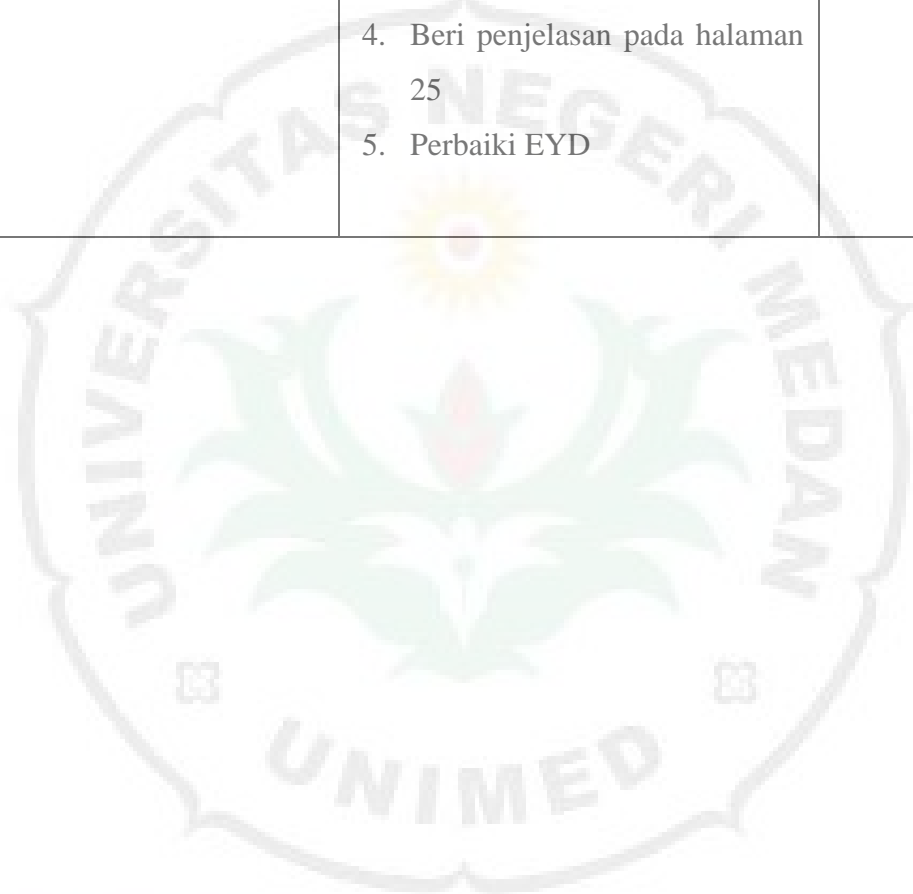 4. Beri penjelasan pada halaman
25
5. Perbaiki EYD
UNIVERSITAS NEGERI MEDAN
UNIMED